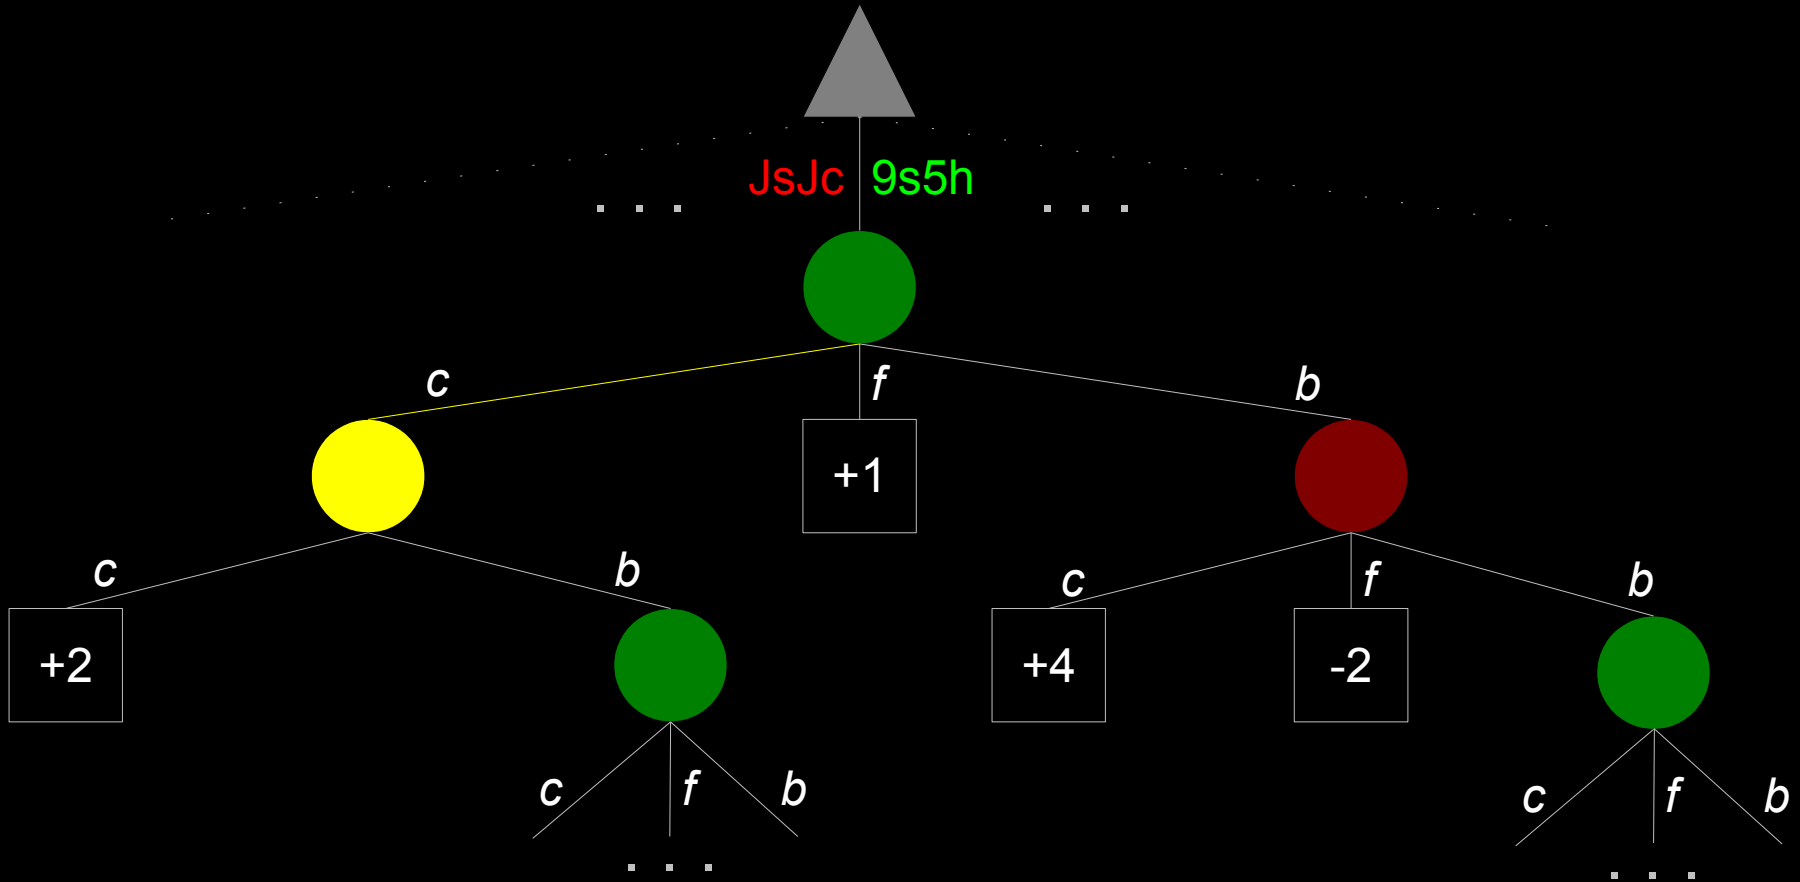 JsJc 9s5h
. . . . . .
c f b
+1
c b c f b
+2 +4 -2
c f b c f b
. . . . . .